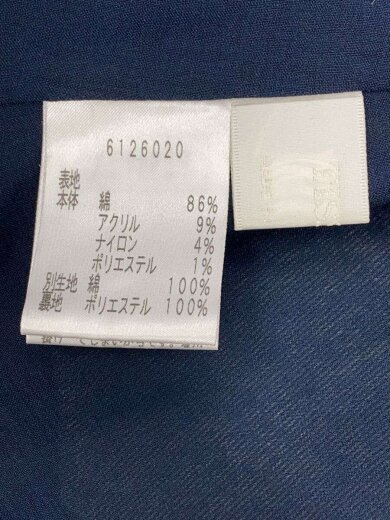 6126020
表地
本体 綿 86%
アクリル 9%
ナイロン 4%
ポリエステル 1%
別生地 綿 100%
裏地 ポリエステル 100%